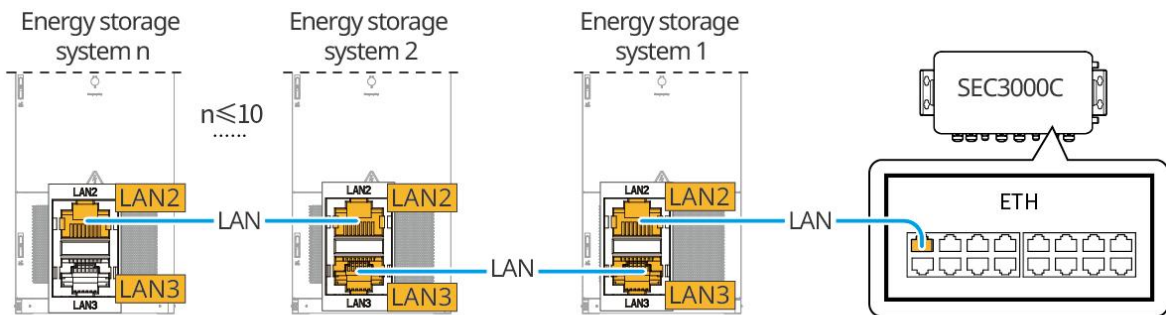 Energy storage
system n
Energy storage
system 2
Energy storage
system 1
SEC3000C
n≤10
......
ETH
LAN2
LAN2
LAN
LAN3
LAN3
LAN2
LAN2
LAN
LAN3
LAN3
LAN2
LAN2
LAN
LAN3
LAN3